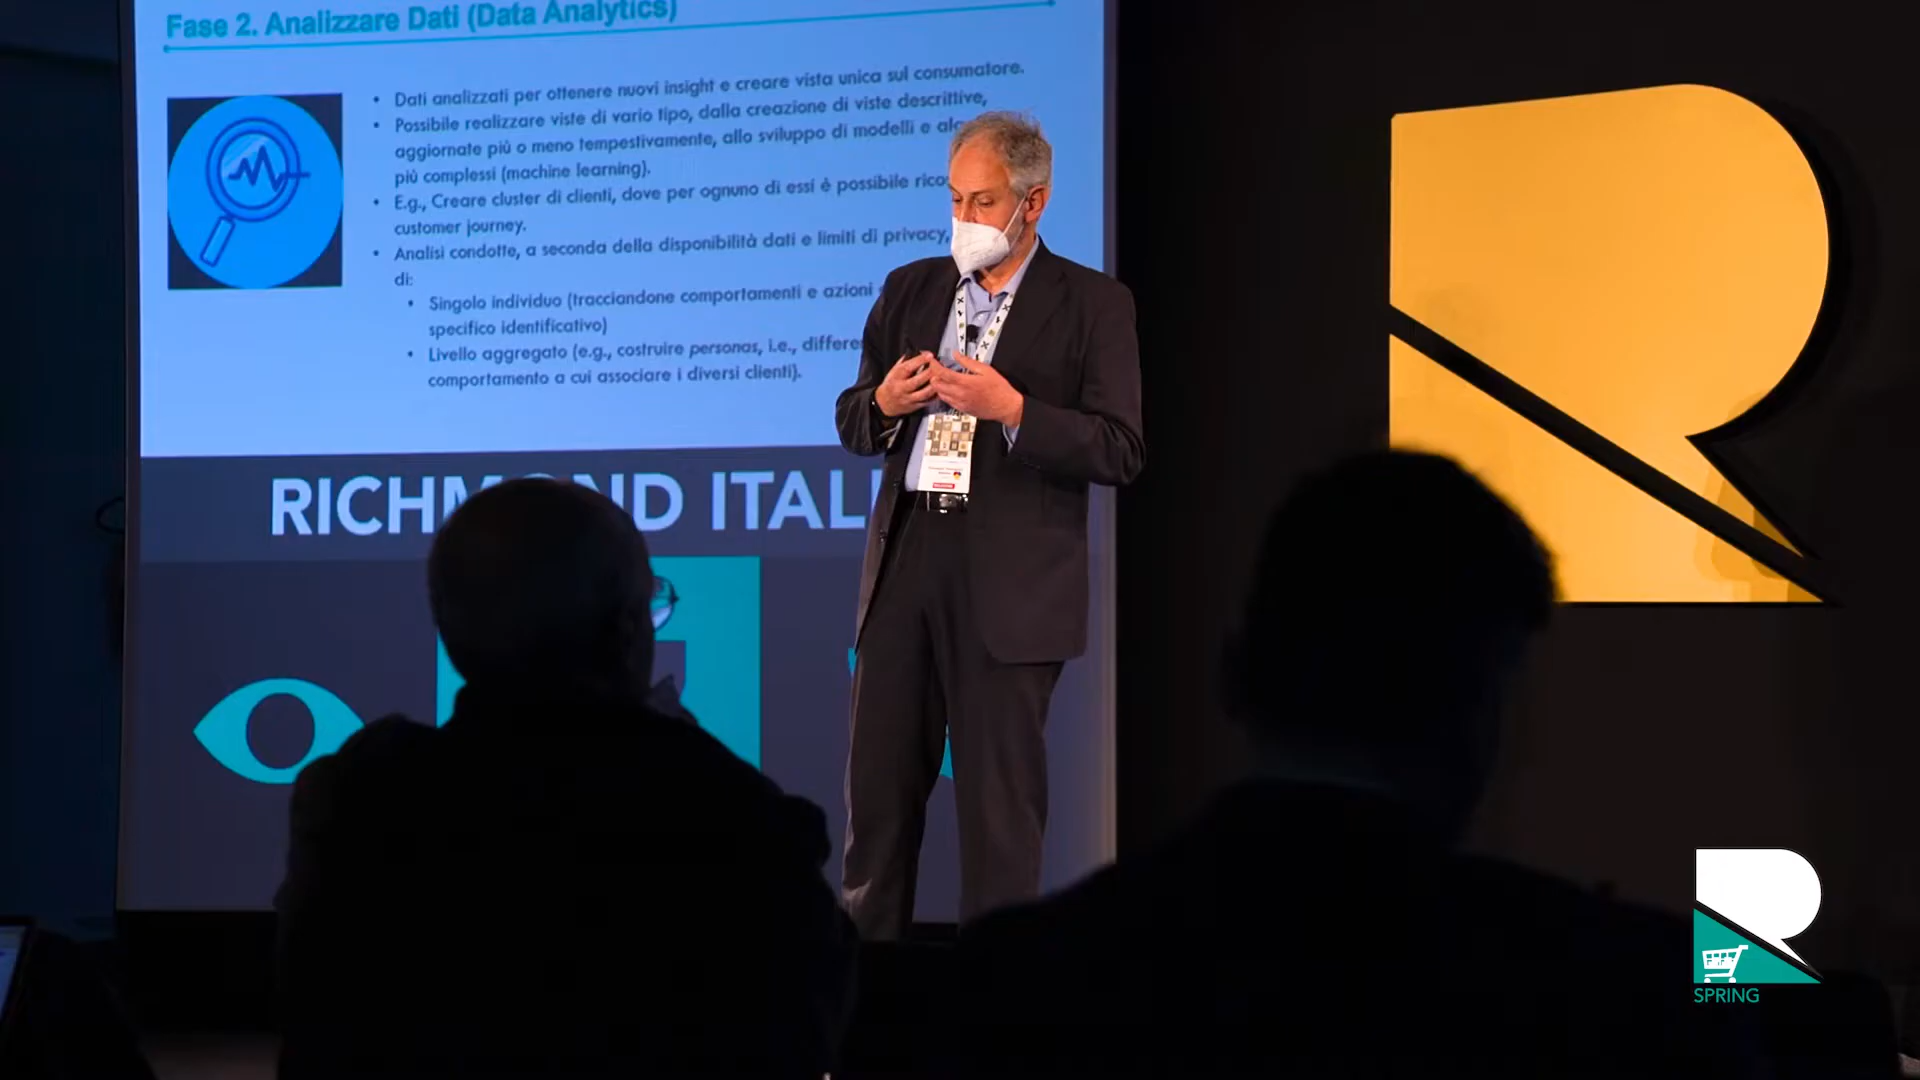 Fase 2. Analizzare Dati (Data Analytics)
• Dati analizzati per ottenere nuovi insight e creare vista unica sul consumatore.
• Possibile realizzare viste di vario tipo, dalla creazione di viste descrittive,
aggiornate più o meno tempestivamente, allo sviluppo di modelli e
più complessi (machine learning).
• E.g., Creare cluster di clienti, dove per ognuno di essi è possibile
customer journey.
• Analisi condotte, a seconda della disponibilità dati e limiti di privacy,
di:
• Singolo individuo (tracciandone comportamenti e azioni
specifico identificativo)
• Livello aggregato (e.g., costruire personas, i.e.,
comportamento a cui associare i diversi clienti).
RICHM ND ITALI
R
R
SPRING